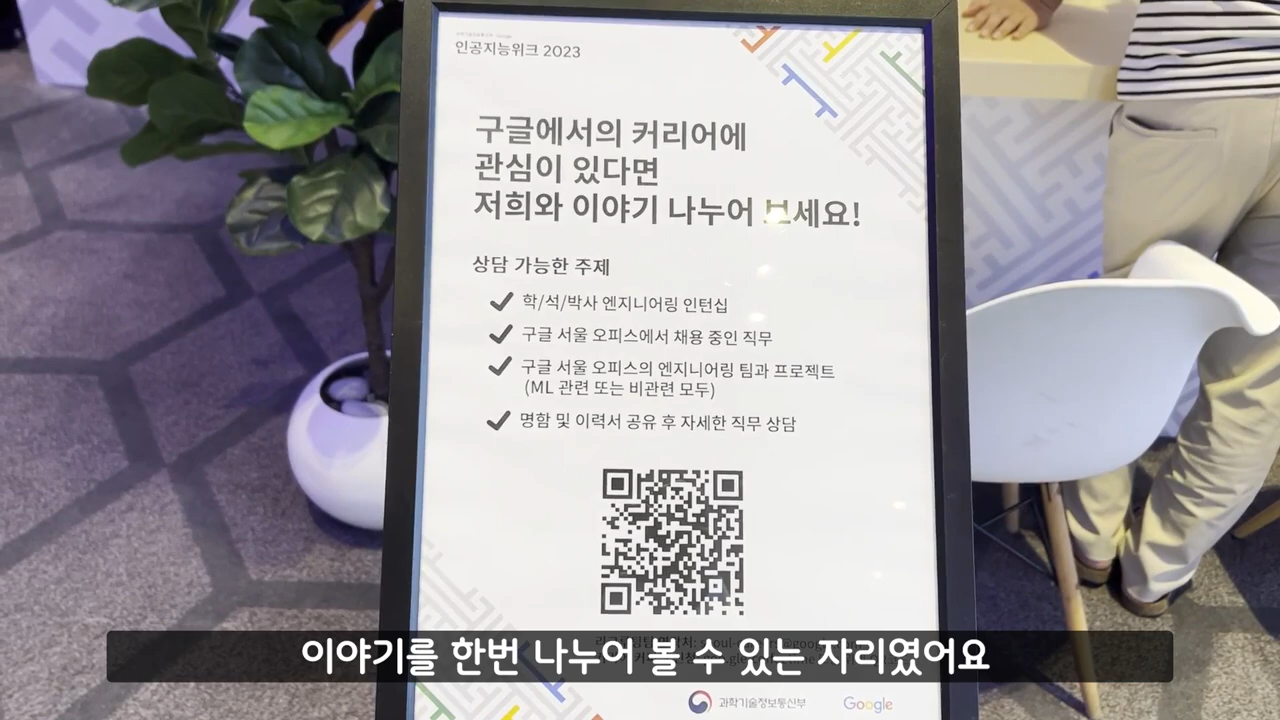 인공지능위크 2023
구글에서의 커리어에
관심이 있다면
저희와 이야기 나누어 보세요!
상담 가능한 주제
학/석/박사 엔지니어링 인턴십
구글 서울 오피스에서 채용 중인 직무
구글 서울 오피스의 엔지니어링 팀과 프로젝트
(ML 관련 또는 비관련 모두)
명함 및 이력서 공유 후 자세한 직무 상담
이야기를 한번 나누어 볼 수 있는 자리였어요
과학기술정보통신부
Google